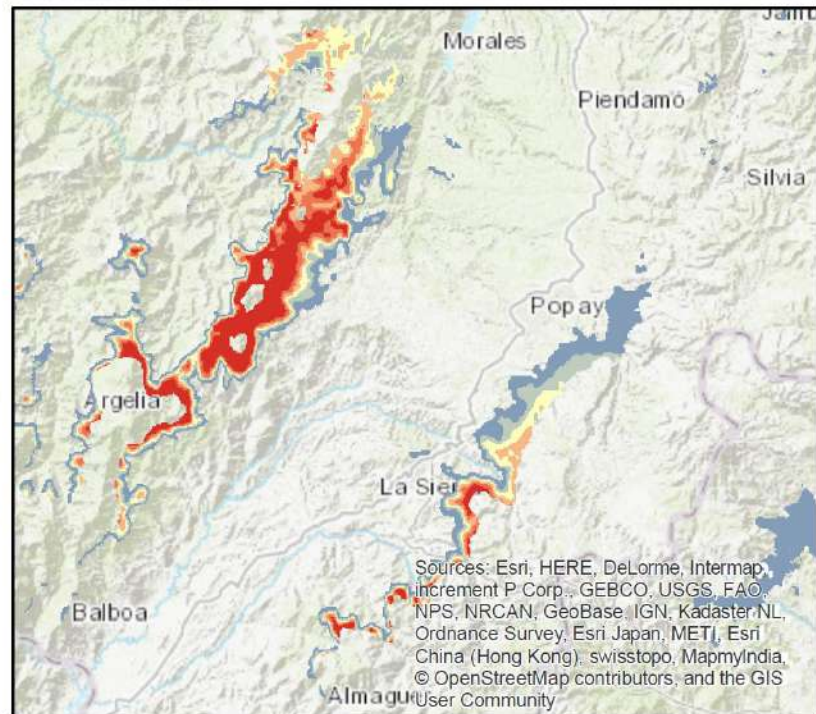 Morales
Piendamó
Silvia
Popay
Argelia
La Sier
Balboa
Almague
Sources: Esri, HERE, DeLorme, Intermap,
increment P Corp., GEBCO, USGS, FAO,
NPS, NRCAN, GeoBase, IGN, Kadaster NL,
Ordnance Survey, Esri Japan, METI, Esri
China (Hong Kong), swisstopo, MapmyIndia,
© OpenStreetMap contributors, and the GIS
User Community